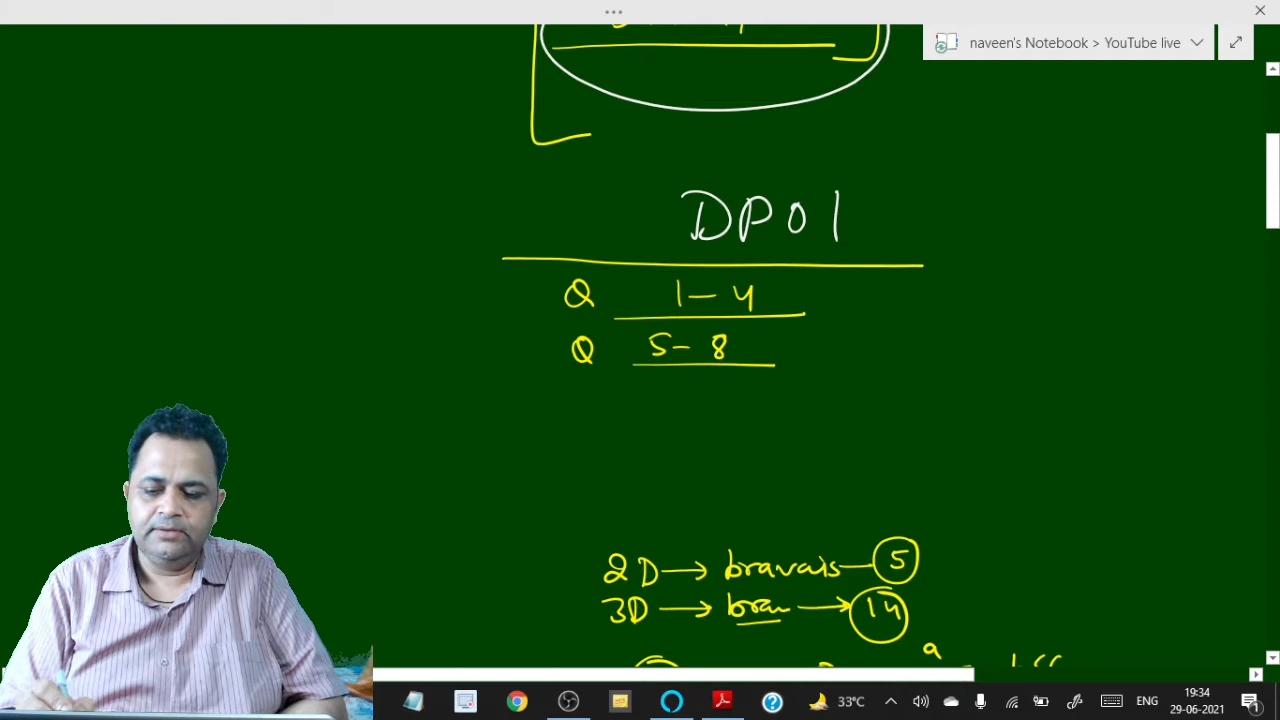 naveen's Notebook > YouTube live
DP01
Q 1-4
Q 5-8
2D → bravais - 5
3D → brav → 14
a
33°C
ENG
19:34
29-06-2021